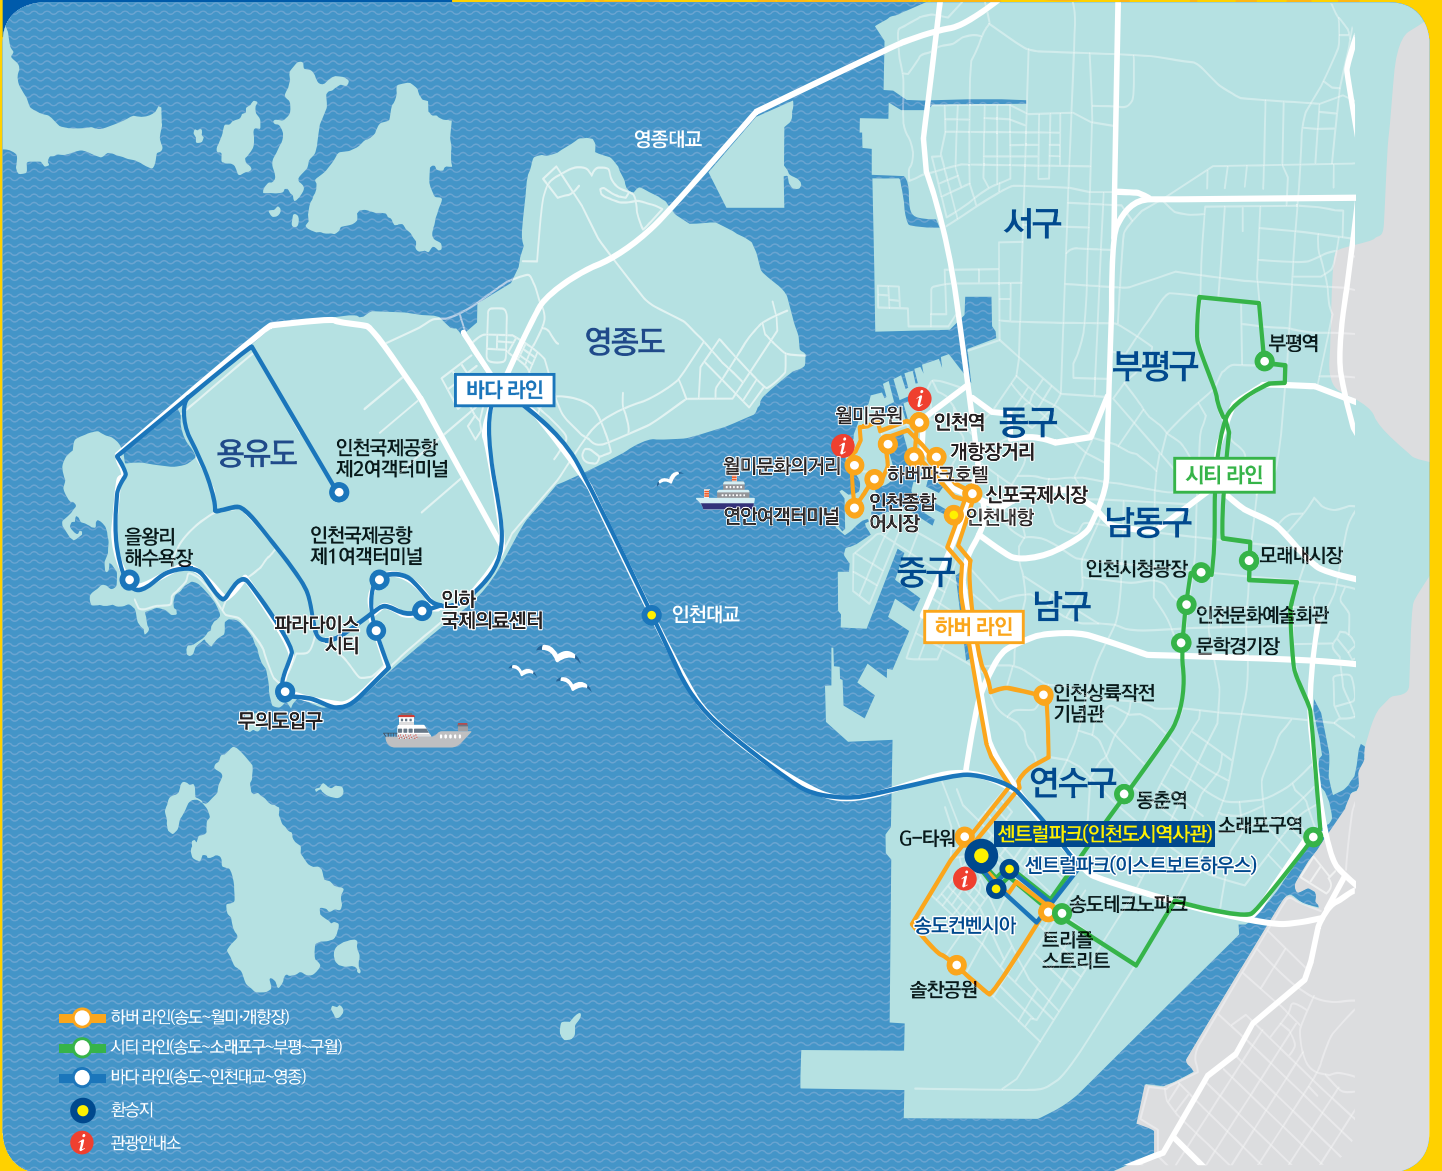 영종대교
서구
영종도
부평역
부평구
바다 라인
월미공원
인천역
동구
용유도
인천국제공항
제2여객터미널
개항장거리
월미문화의거리
하버파크호텔
시티 라인
신포국제시장
인천종합
어시장
연안여객터미널
인천내항
남동구
을왕리
해수욕장
인천국제공항
제1여객터미널
모래내시장
중구
인천시청광장
인하
국제의료센터
남구
인천대교
인천문화예술회관
파라다이스
시티
하버 라인
문학경기장
인천상륙작전
기념관
무의도입구
연수구
동춘역
소래포구역
G-타워
센트럴파크(인천도시역사관)
센트럴파크(이스트보트하우스)
송도테크노파크
송도컨벤시아
트리플
스트리트
솔찬공원
하버 라인(송도~월미·개항장)
시티 라인(송도~소래포구~부평~구월)
바다 라인(송도~인천대교~영종)
환승지
관광안내소